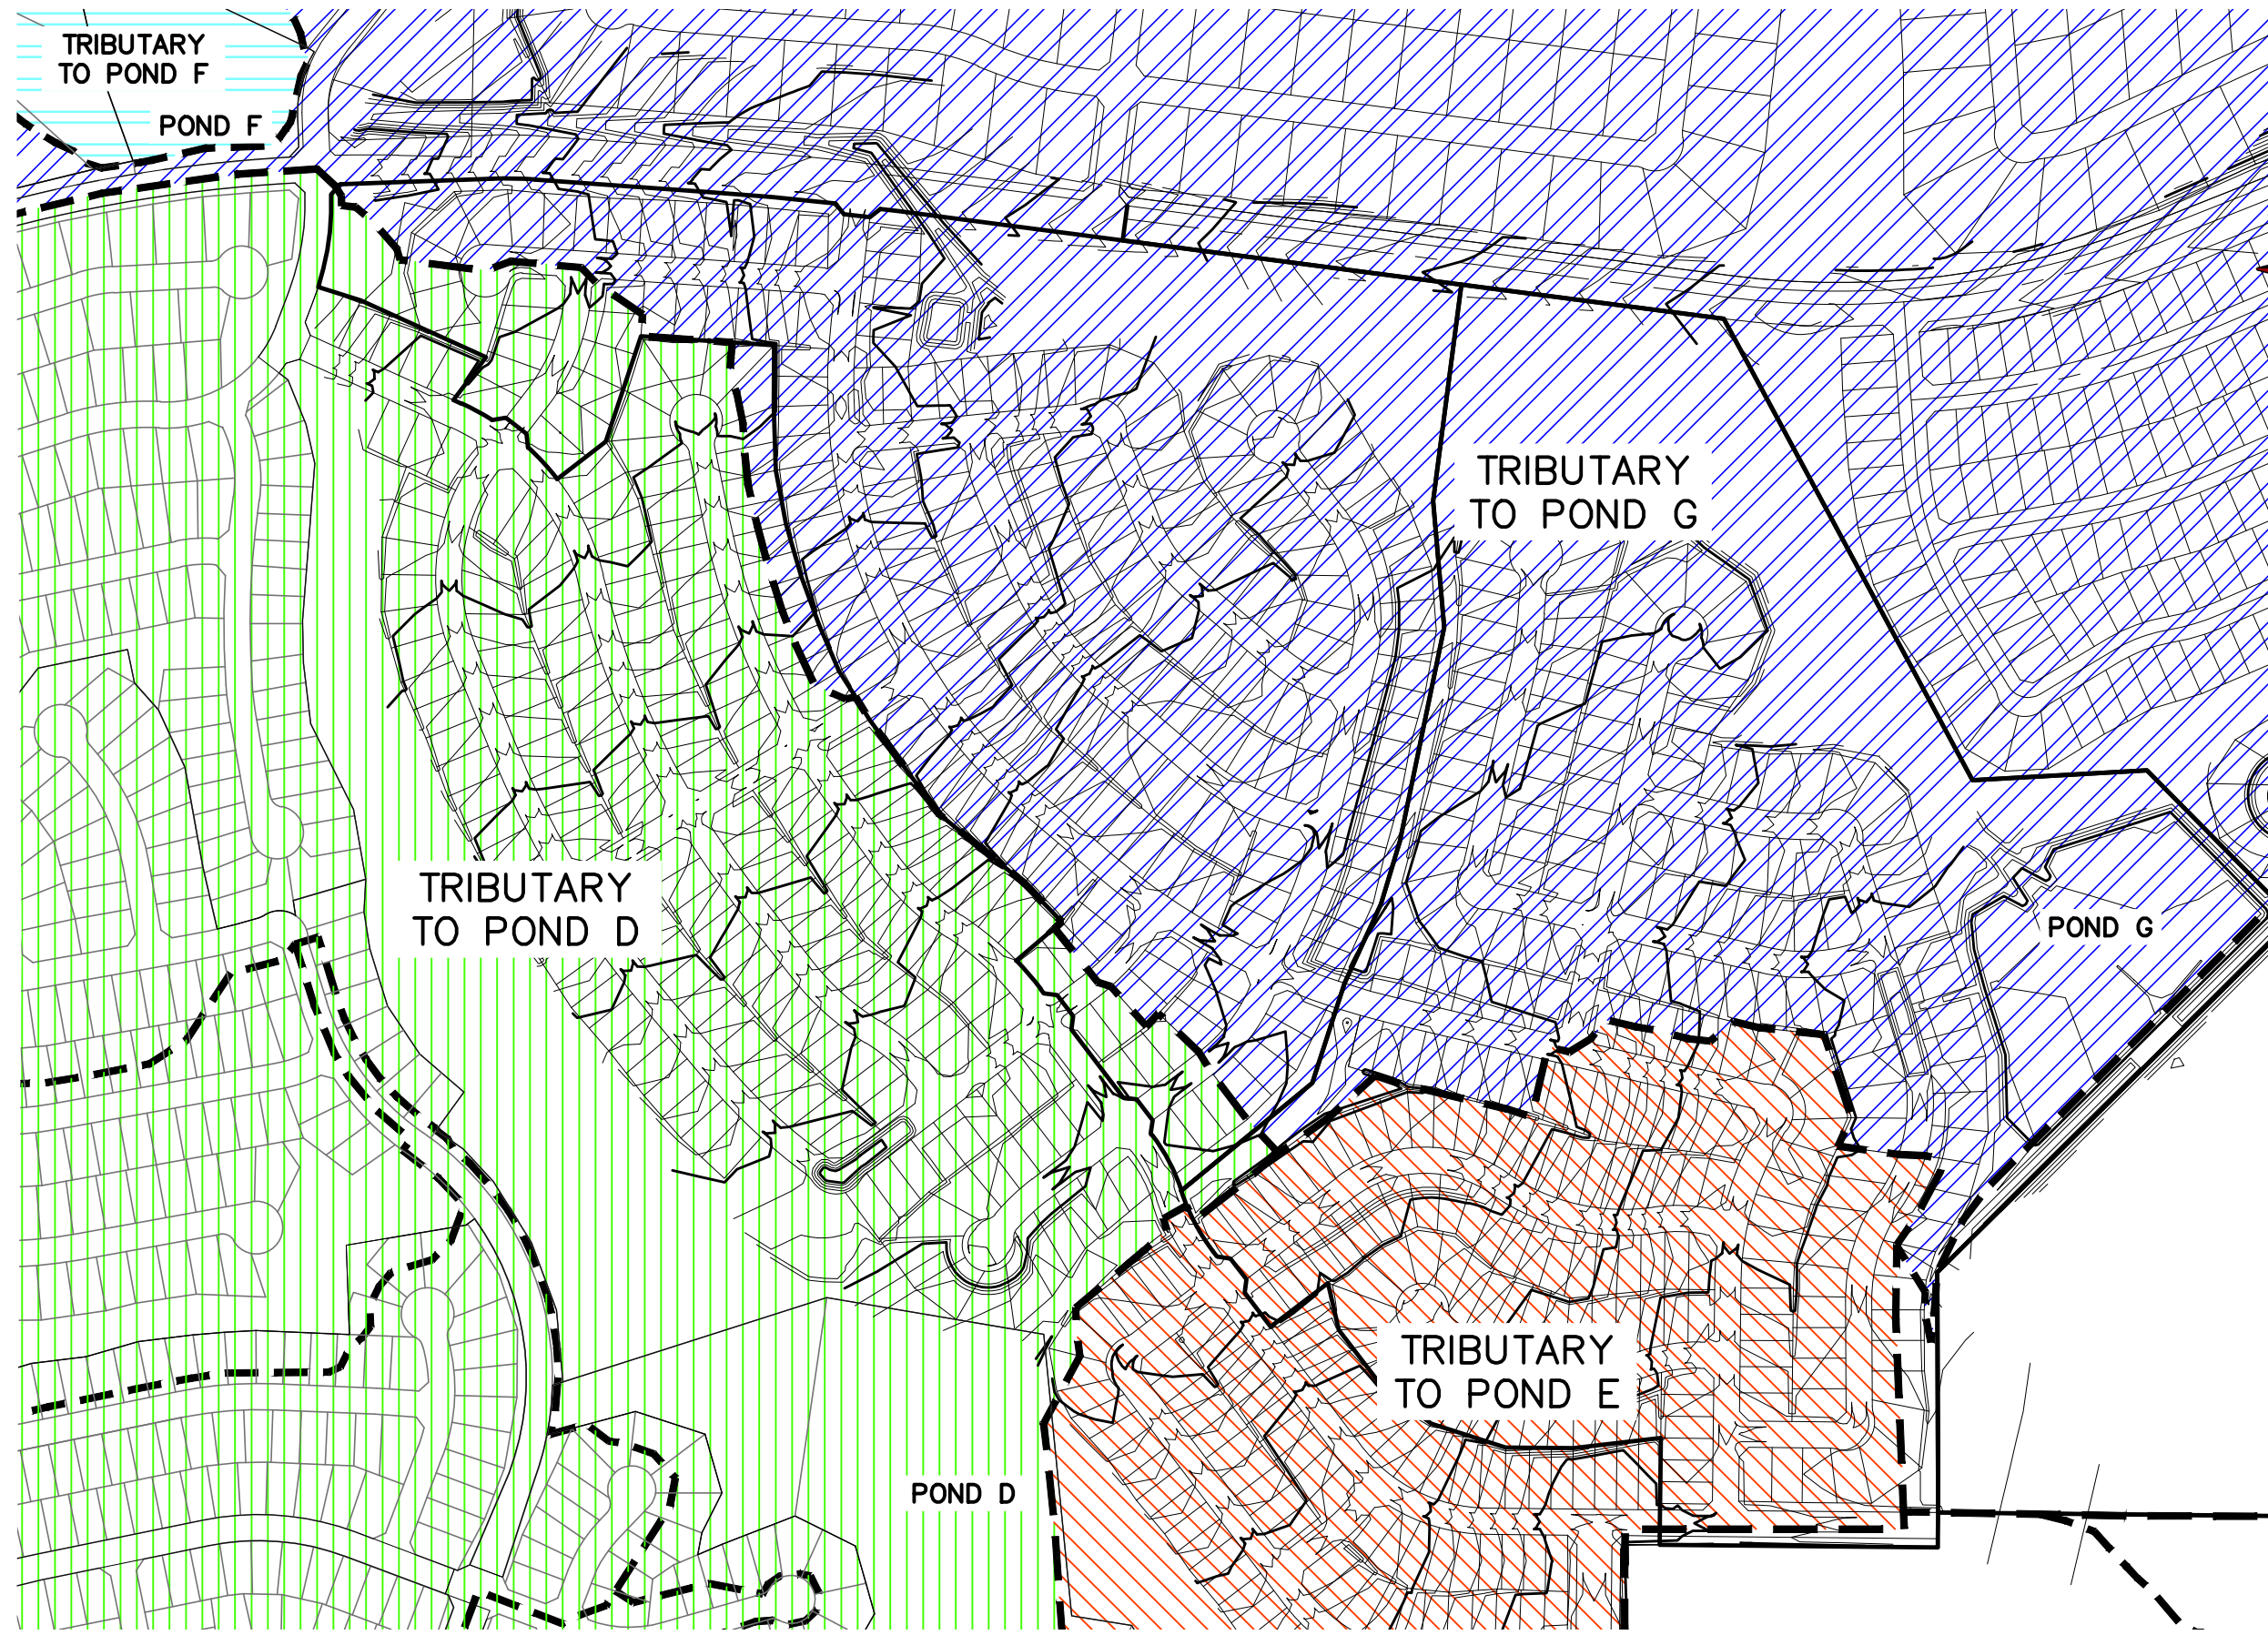 TRIBUTARY
TO POND F
POND F
TRIBUTARY
TO POND G
TRIBUTARY
TO POND D
POND G
TRIBUTARY
TO POND E
POND D